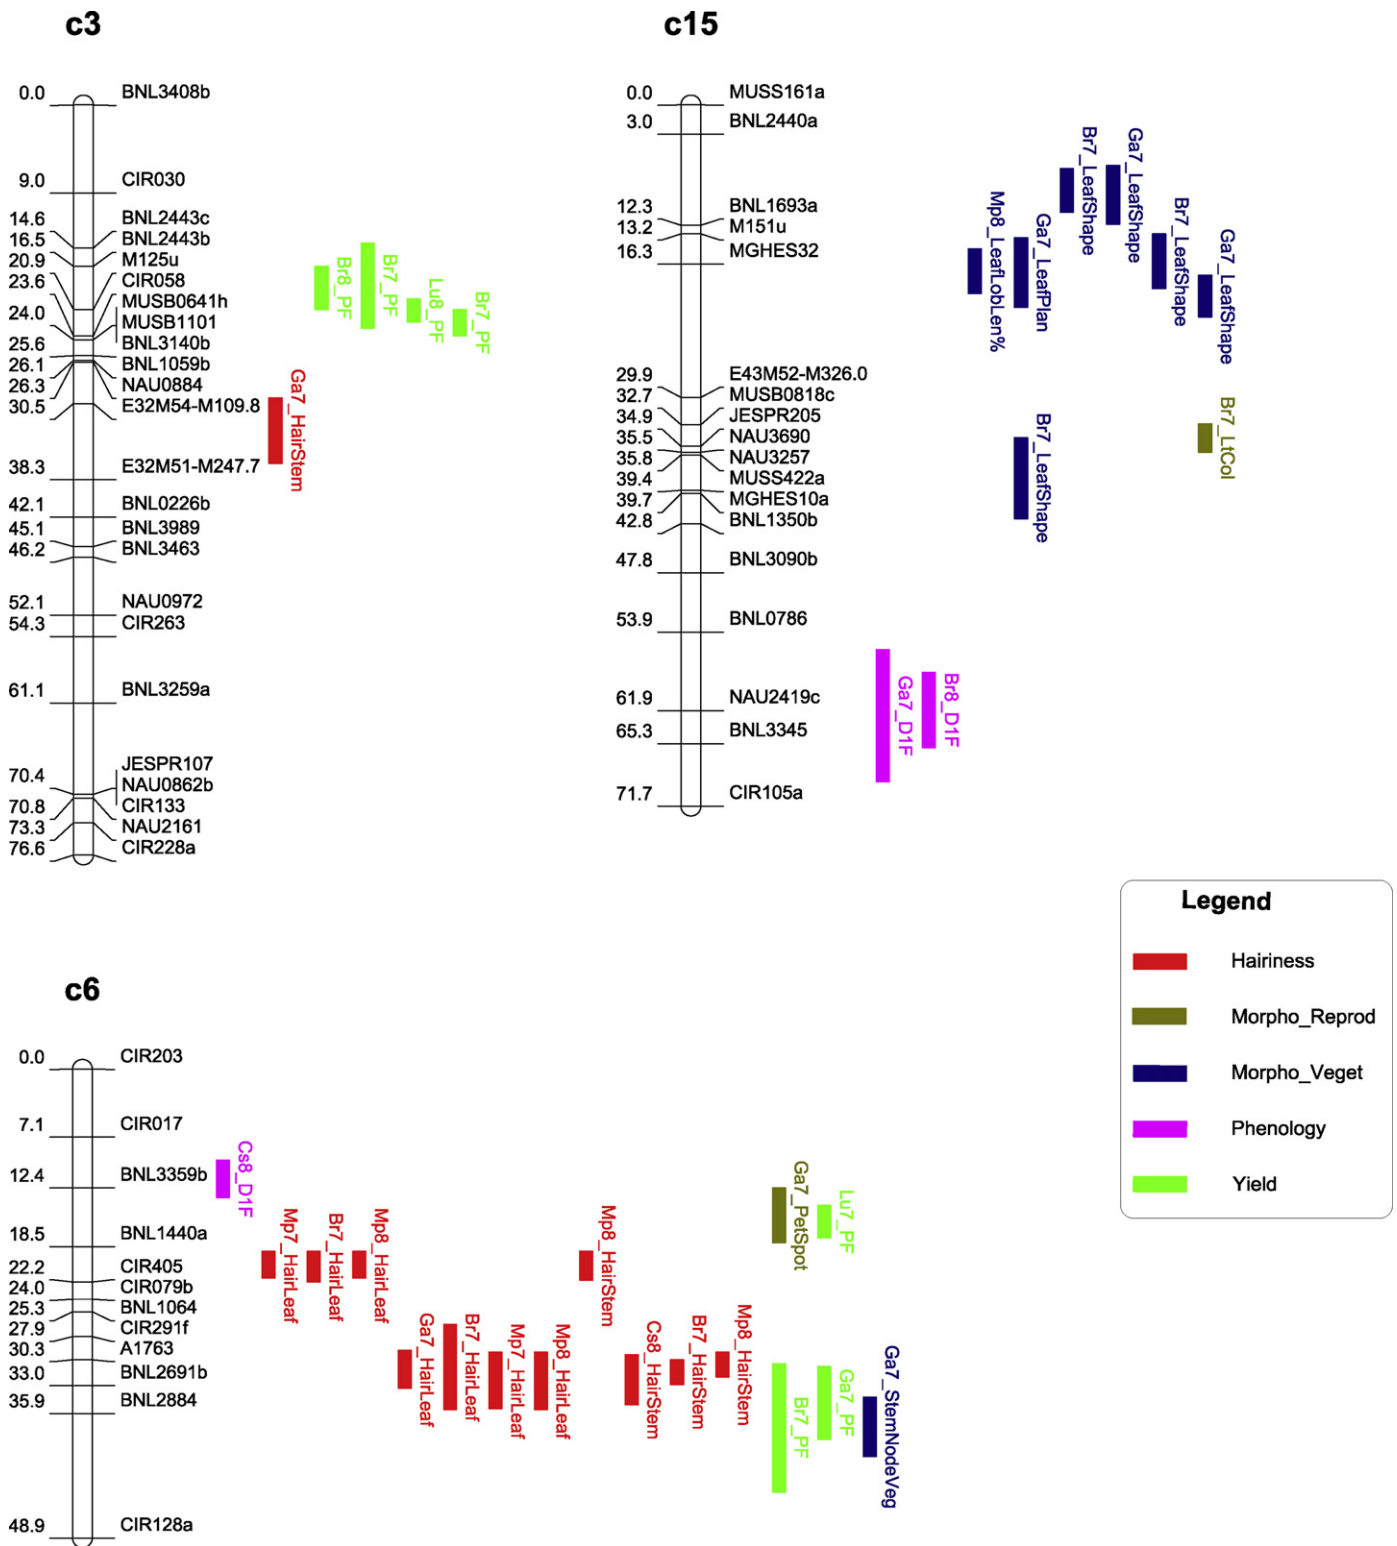 c3
0.0 BNL3408b
9.0 CIR030
14.6 BNL2443c
16.5 BNL2443b
20.9 M125u
23.6 CIR058
MUSB0641h
24.0 MUSB1101
25.6 BNL3140b
26.1 BNL1059b
26.3 NAU0884
30.5 E32M54-M109.8
38.3 E32M51-M247.7
42.1 BNL0226b
45.1 BNL3989
46.2 BNL3463
52.1 NAU0972
54.3 CIR263
61.1 BNL3259a
JESPR107
70.4 NAU0862b
70.8 CIR133
73.3 NAU2161
76.6 CIR228a
Ga7_HairStem
Br8_PF
Br7_PF
Lu8_PF
Br7_PF
c15
0.0 MUSS161a
3.0 BNL2440a
12.3 BNL1693a
13.2 M151u
16.3 MGHES32
29.9 E43M52-M326.0
32.7 MUSB0818c
34.9 JESPR205
35.5 NAU3690
35.8 NAU3257
39.4 MUSS422a
39.7 MGHES10a
42.8 BNL1350b
47.8 BNL3090b
53.9 BNL0786
61.9 NAU2419c
65.3 BNL3345
71.7 CIR105a
Ga7_D1F
Br8_D1F
Mp8_LeafLobLen%
Ga7_LeafPlan
Br7_LeafShape
Ga7_LeafShape
Br7_LeafShape
Ga7_LeafShape
Br7_LeafShape
Br7_LtCol
Legend
Hairiness
Morpho_Reprod
Morpho_Veget
Phenology
Yield
c6
0.0 CIR203
7.1 CIR017
12.4 BNL3359b
18.5 BNL1440a
22.2 CIR405
24.0 CIR079b
25.3 BNL1064
27.9 CIR291f
30.3 A1763
33.0 BNL2691b
35.9 BNL2884
48.9 CIR128a
Cs8_D1F
Mp7_HairLeaf
Br7_HairLeaf
Mp8_HairLeaf
Ga7_HairLeaf
Br7_HairLeaf
Mp7_HairLeaf
Mp8_HairLeaf
Mp8_HairStem
Cs8_HairStem
Br7_HairStem
Mp8_HairStem
Ga7_PetSpot
Lu7_PF
Br7_PF
Ga7_PF
Ga7_StemNodeVeg